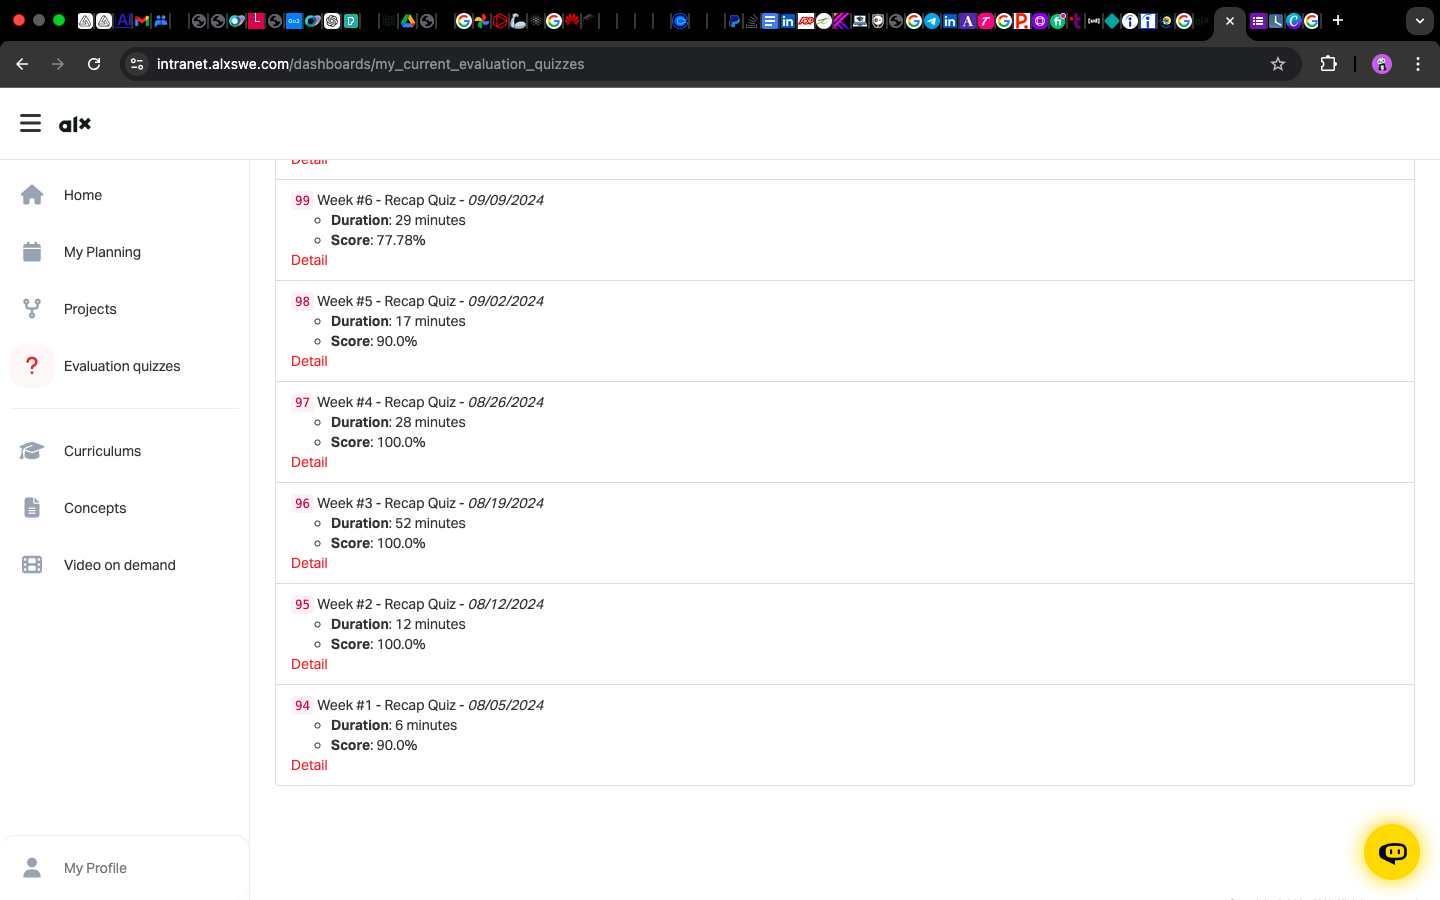 intranet.alxswe.com/dashboards/my_current_evaluation_quizzes
alx
Home
My Planning
Projects
Evaluation quizzes
Curriculums
Concepts
Video on demand
My Profile
Detail
99 Week #6 - Recap Quiz - 09/09/2024
Duration: 29 minutes
Score: 77.78%
Detail
98 Week #5 - Recap Quiz - 09/02/2024
Duration: 17 minutes
Score: 90.0%
Detail
97 Week #4 - Recap Quiz - 08/26/2024
Duration: 28 minutes
Score: 100.0%
Detail
96 Week #3 - Recap Quiz - 08/19/2024
Duration: 52 minutes
Score: 100.0%
Detail
95 Week #2 - Recap Quiz - 08/12/2024
Duration: 12 minutes
Score: 100.0%
Detail
94 Week #1 - Recap Quiz - 08/05/2024
Duration: 6 minutes
Score: 90.0%
Detail